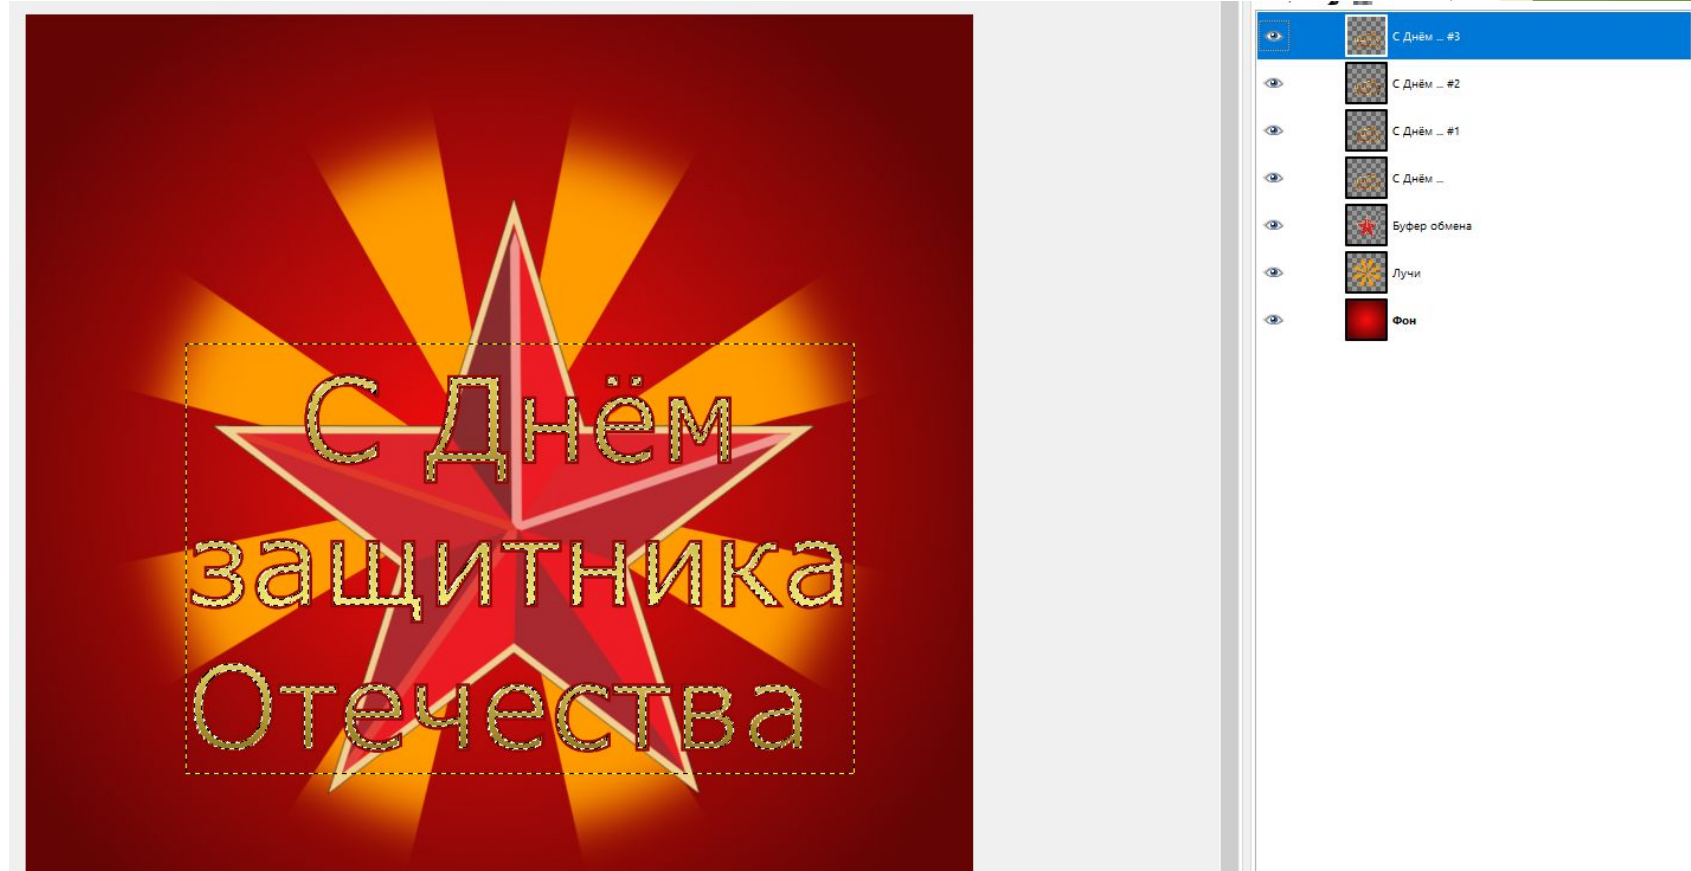 С Днём
защитника
Отечества
С Днём ... #3
С Днём ... #2
С Днём ... #1
С Днём ...
Буфер обмена
Лучи
Фон